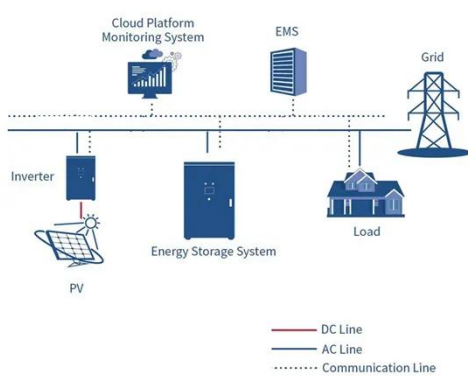 Cloud Platform
Monitoring System
EMS
Grid
Inverter
Load
Energy Storage System
PV
DC Line
AC Line
Communication Line